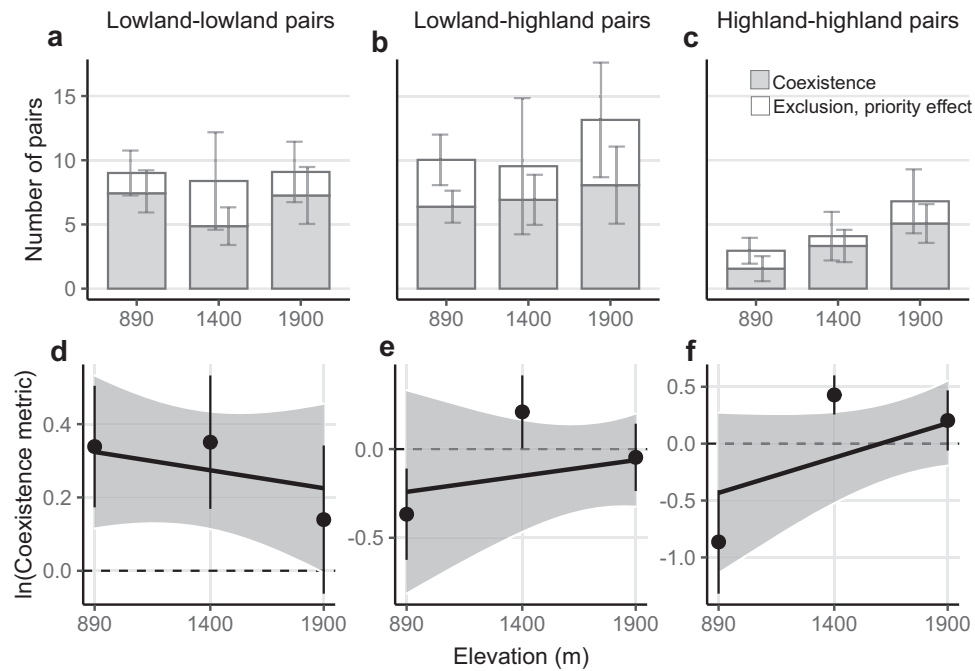 Lowland-lowland pairs
Lowland-highland pairs
Highland-highland pairs
a
b
c
Coexistence
Exclusion, priority effect
Number of pairs
15
10
5
0
890
1400
1900
890
1400
1900
890
1400
1900
d
e
f
ln(Coexistence metric)
0.4
0.2
0.0
0.0
-0.5
0.5
0.0
-0.5
-1.0
890
1400
1900
890
1400
1900
890
1400
1900
Elevation (m)